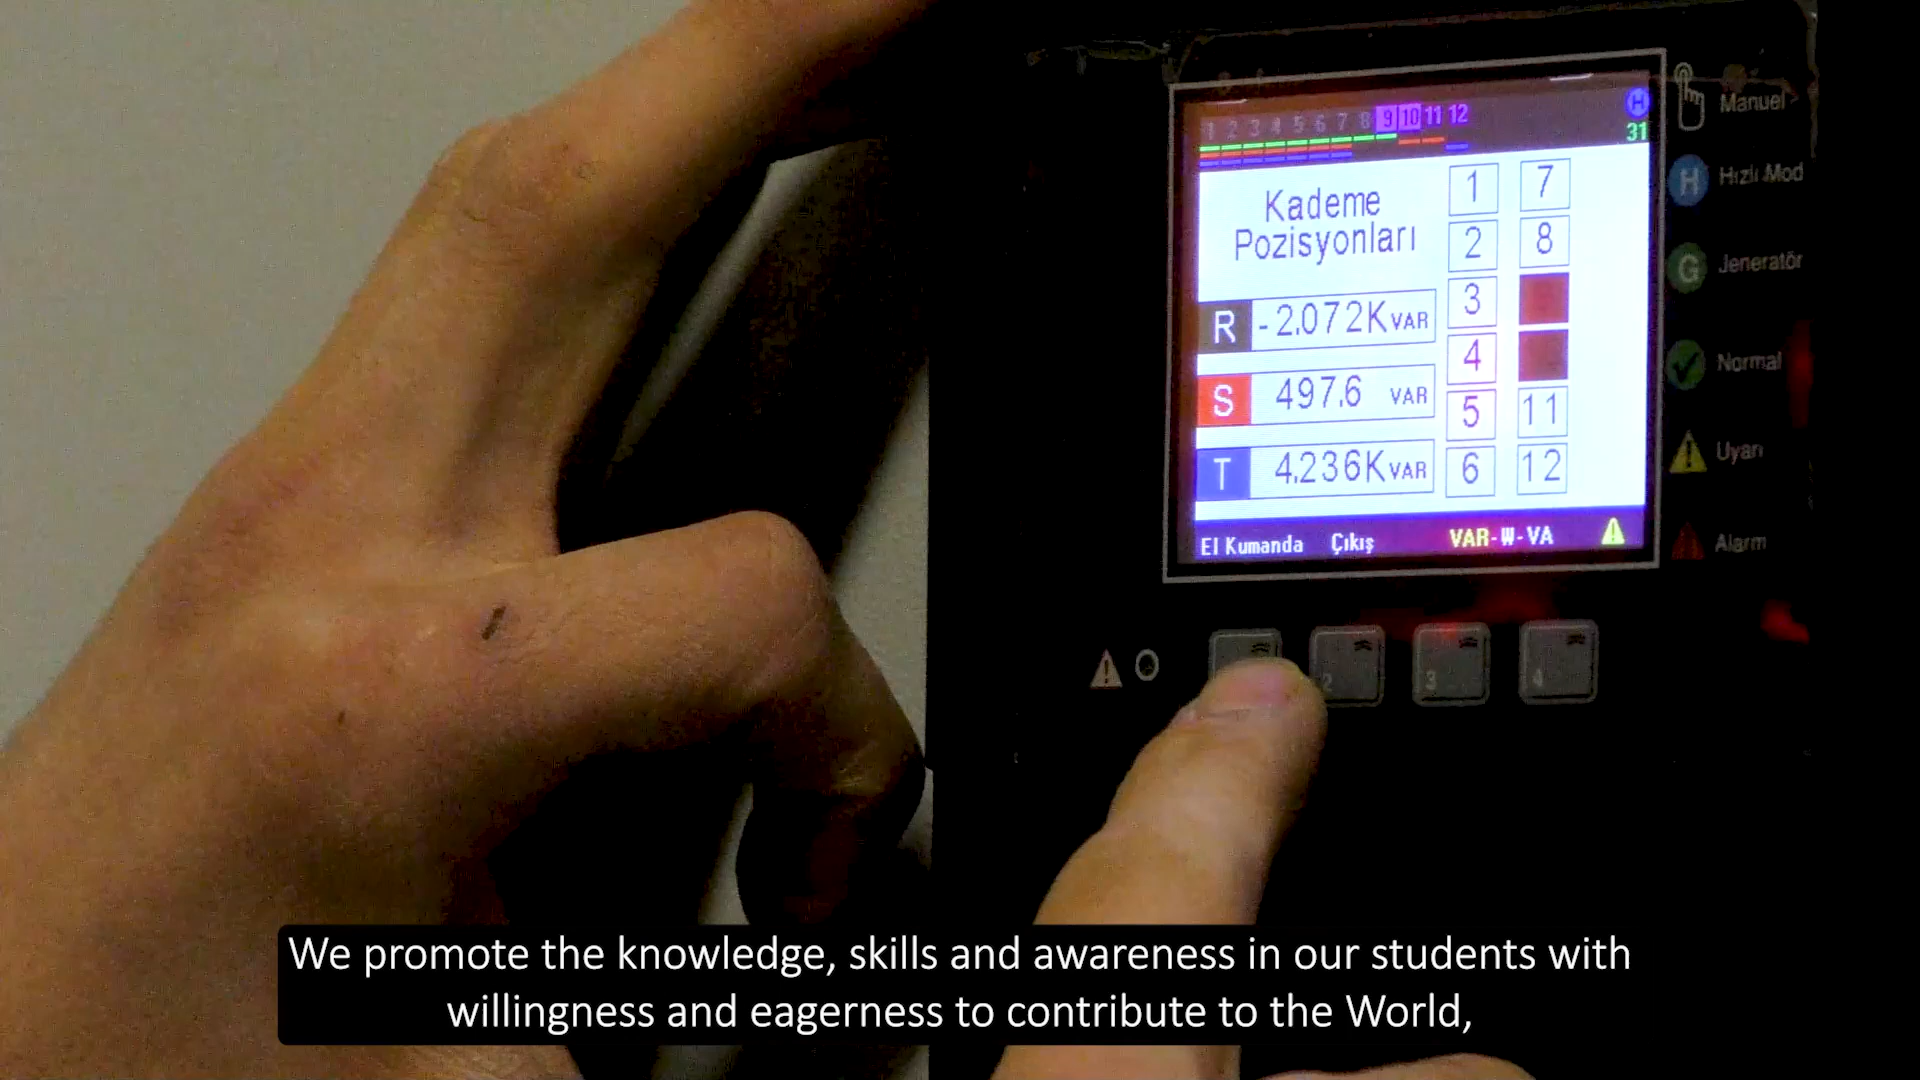 1 2 3 4 5 6 7 8 9 10 11 12
H
31
Kademe
Pozisyonları
R -2.072KVAR
S 497.6 VAR
T 4.236KVAR
1 7
2 8
3
4
5 11
6 12
El Kumanda Çıkış VAR-W-VA
Manuel
H Hızlı Mod
G Jeneratör
Normal
Uyarı
Alarm
2 3 4
We promote the knowledge, skills and awareness in our students with
willingness and eagerness to contribute to the World,